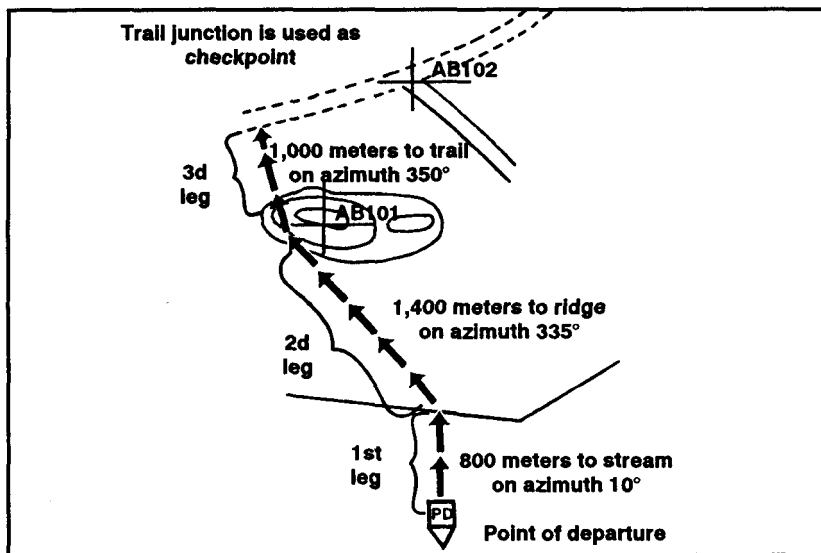 Trail junction is used as
checkpoint
AB102
1,000 meters to trail
on azimuth 350°
3d
leg
AB101
1,400 meters to ridge
on azimuth 335°
2d
leg
1st
leg
800 meters to stream
on azimuth 10°
PD
Point of departure